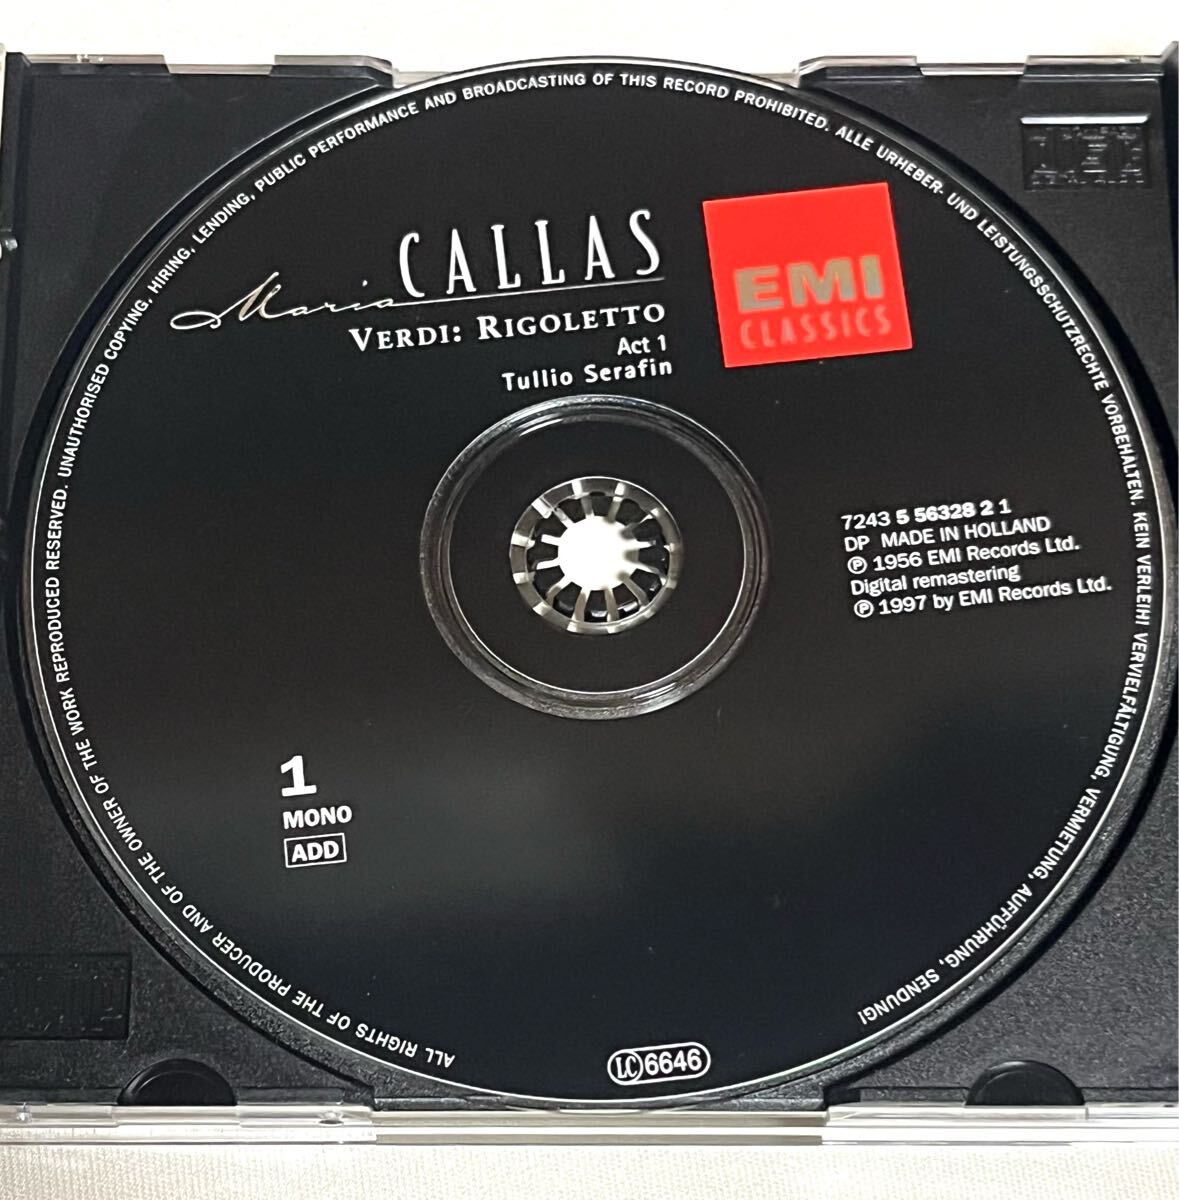 Maria CALLAS
VERDI: RIGOLETTO
Act 1
Tullio Serafin
EMI
CLASSICS
7243 5 56328 2 1
DP MADE IN HOLLAND
℗ 1956 EMI Records Ltd.
Digital remastering
℗ 1997 by EMI Records Ltd.
1
MONO
ADD
LC 6646
ALL RIGHTS OF THE PRODUCER AND OF THE OWNER OF THE WORK REPRODUCED RESERVED. UNAUTHORISED COPYING, HIRING, LENDING, PUBLIC PERFORMANCE AND BROADCASTING OF THIS RECORD PROHIBITED. ALLE URHEBER- UND LEISTUNGSSCHUTZRECHTE VORBEHALTEN. KEIN VERLEIH! VERVIELFÄLTIGUNG, VERMIETUNG, AUFFÜHRUNG, SENDUNG!